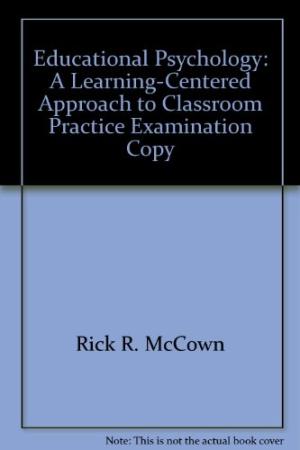 Educational Psychology:
A Learning-Centered
Approach to Classroom
Practice Examination
Copy
Rick R. McCown
Note: This is not the actual book cover